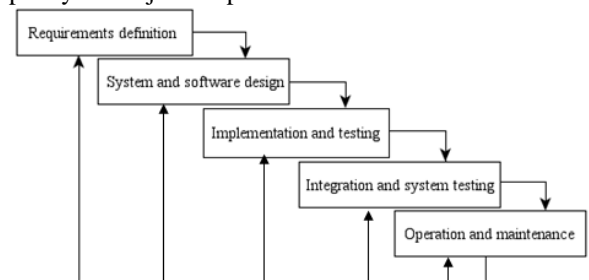 Requirements definition
System and software design
Implementation and testing
Integration and system testing
Operation and maintenance